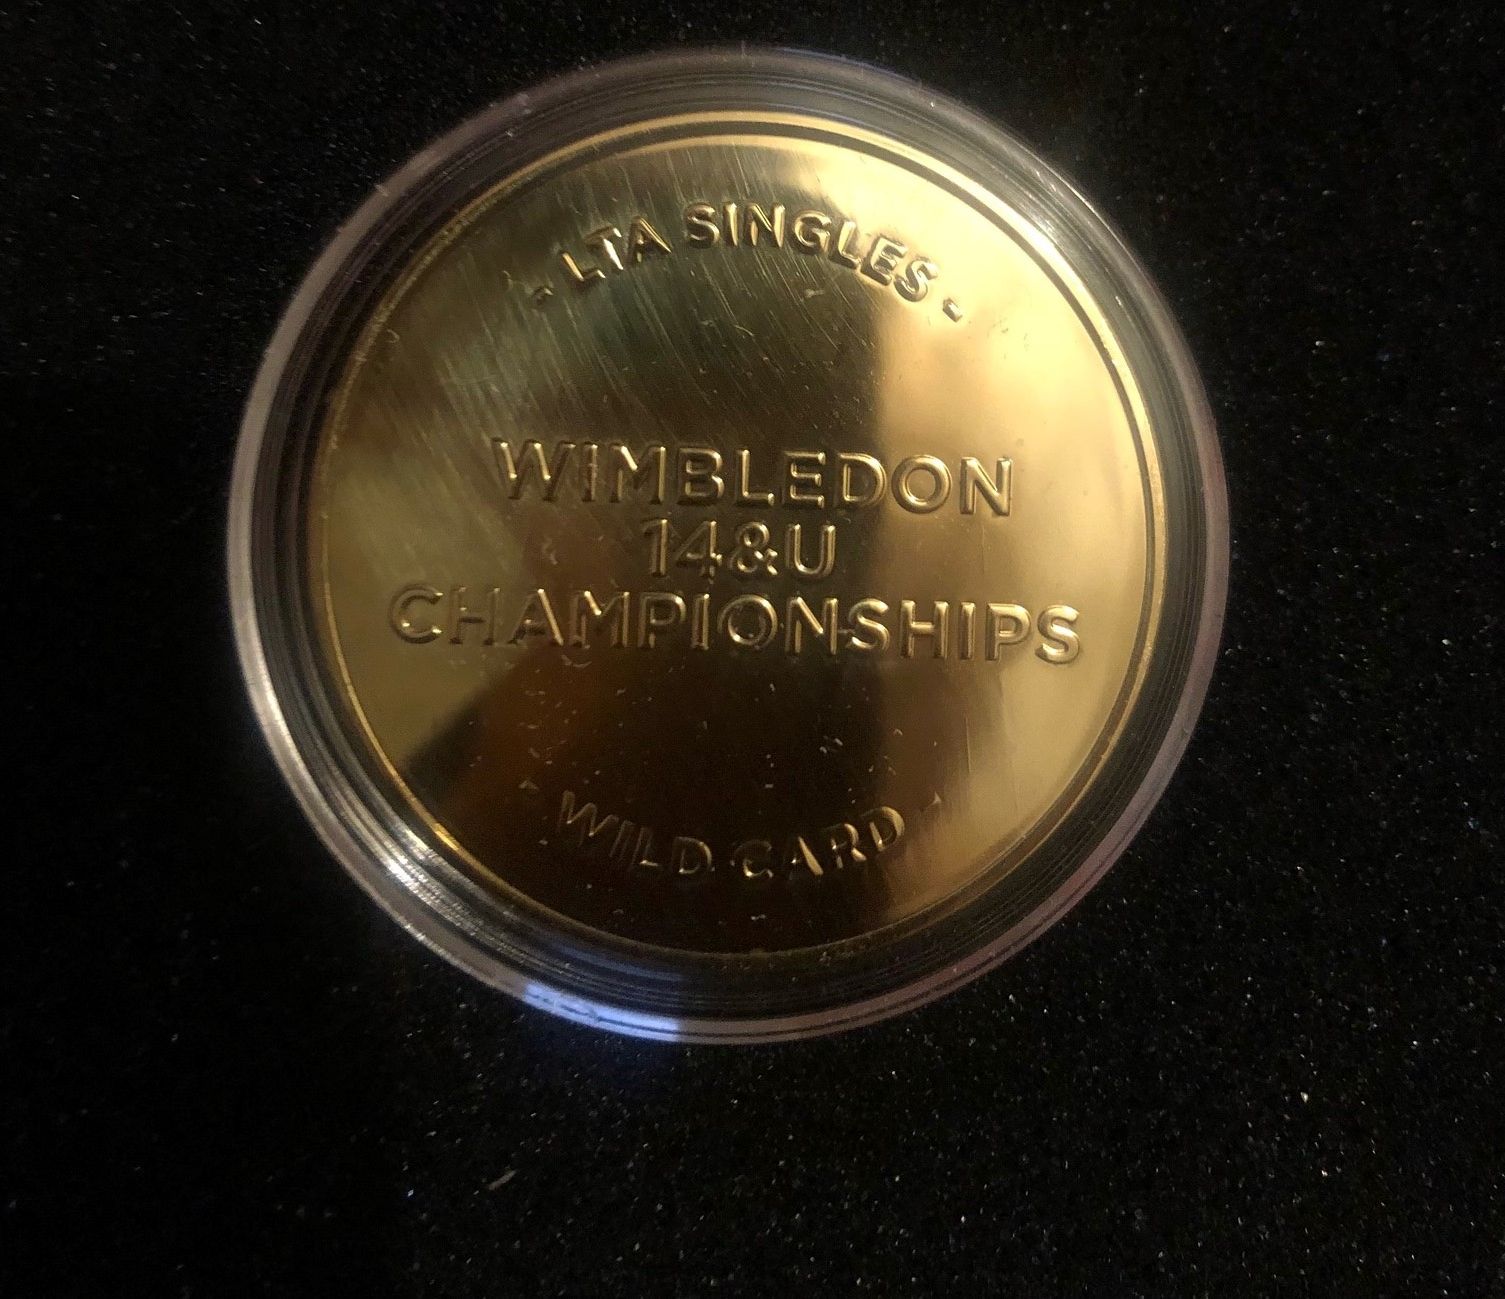 - LTA SINGLES -
WIMBLEDON
14&U
CHAMPIONSHIPS
- WILD CARD -